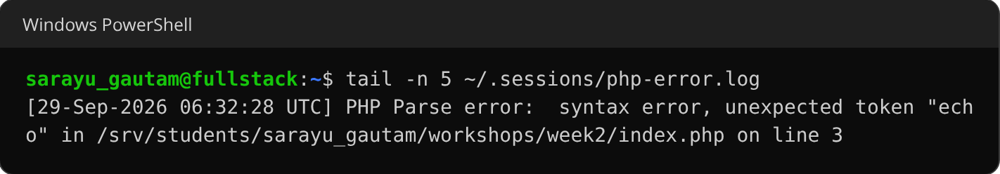 Windows PowerShell
sarayu_gautam@fullstack:~$ tail -n 5 ~/.sessions/php-error.log
[29-Sep-2026 06:32:28 UTC] PHP Parse error:  syntax error, unexpected token "ech
o" in /srv/students/sarayu_gautam/workshops/week2/index.php on line 3